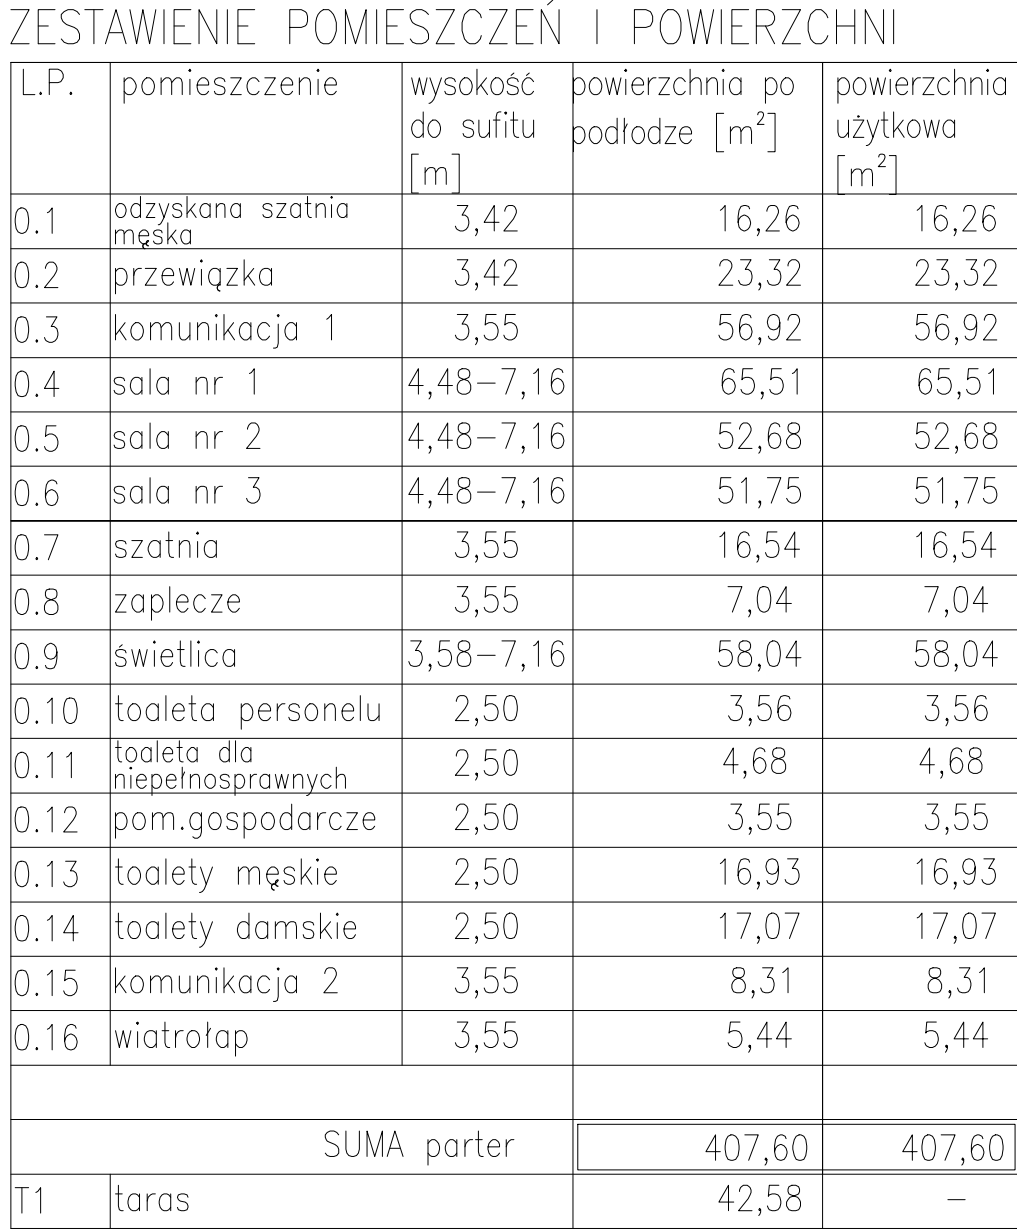 ZESTAWIENIE POMIESZCZEŃ I POWIERZCHNI
L.P. pomieszczenie wysokość do sufitu [m] powierzchnia po podłodze [m²] powierzchnia użytkowa [m²]
0.1 odzyskana szatnia męska 3,42 16,26 16,26
0.2 przewiązka 3,42 23,32 23,32
0.3 komunikacja 1 3,55 56,92 56,92
0.4 sala nr 1 4,48–7,16 65,51 65,51
0.5 sala nr 2 4,48–7,16 52,68 52,68
0.6 sala nr 3 4,48–7,16 51,75 51,75
0.7 szatnia 3,55 16,54 16,54
0.8 zaplecze 3,55 7,04 7,04
0.9 świetlica 3,58–7,16 58,04 58,04
0.10 toaleta personelu 2,50 3,56 3,56
0.11 toaleta dla niepełnosprawnych 2,50 4,68 4,68
0.12 pom.gospodarcze 2,50 3,55 3,55
0.13 toalety męskie 2,50 16,93 16,93
0.14 toalety damskie 2,50 17,07 17,07
0.15 komunikacja 2 3,55 8,31 8,31
0.16 wiatrołap 3,55 5,44 5,44
SUMA parter 407,60 407,60
T1 taras 42,58 –